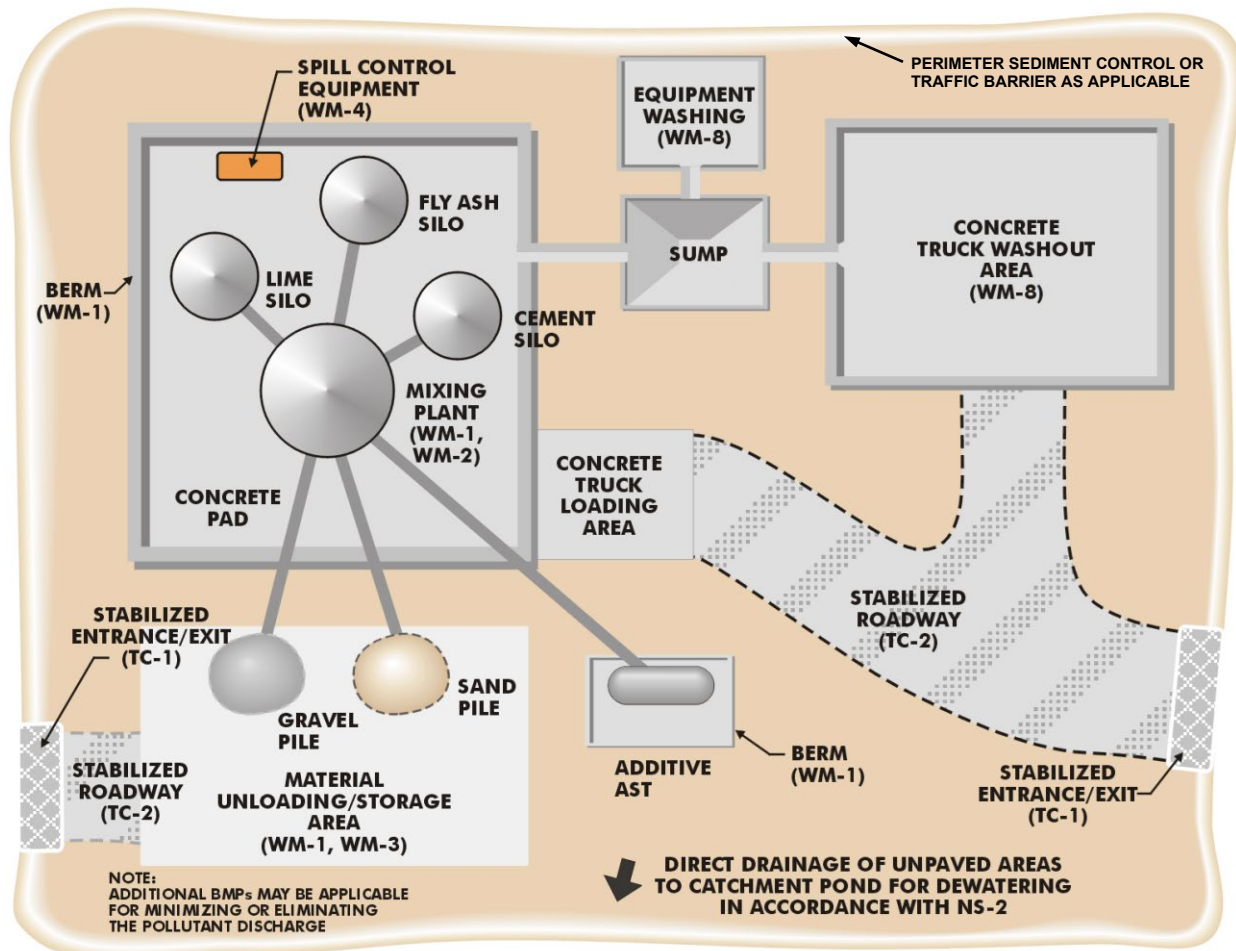 PERIMETER SEDIMENT CONTROL OR
TRAFFIC BARRIER AS APPLICABLE
SPILL CONTROL
EQUIPMENT
(WM-4)
EQUIPMENT
WASHING
(WM-8)
FLY ASH
SILO
SUMP
CONCRETE
TRUCK WASHOUT
AREA
(WM-8)
BERM
(WM-1)
LIME
SILO
CEMENT
SILO
MIXING
PLANT
(WM-1,
WM-2)
CONCRETE
PAD
CONCRETE
TRUCK
LOADING
AREA
STABILIZED
ENTRANCE/EXIT
(TC-1)
STABILIZED
ROADWAY
(TC-2)
GRAVEL
PILE
SAND
PILE
STABILIZED
ROADWAY
(TC-2)
MATERIAL
UNLOADING/STORAGE
AREA
(WM-1, WM-3)
ADDITIVE
AST
BERM
(WM-1)
STABILIZED
ENTRANCE/EXIT
(TC-1)
NOTE:
ADDITIONAL BMPs MAY BE APPLICABLE
FOR MINIMIZING OR ELIMINATING
THE POLLUTANT DISCHARGE
DIRECT DRAINAGE OF UNPAVED AREAS
TO CATCHMENT POND FOR DEWATERING
IN ACCORDANCE WITH NS-2